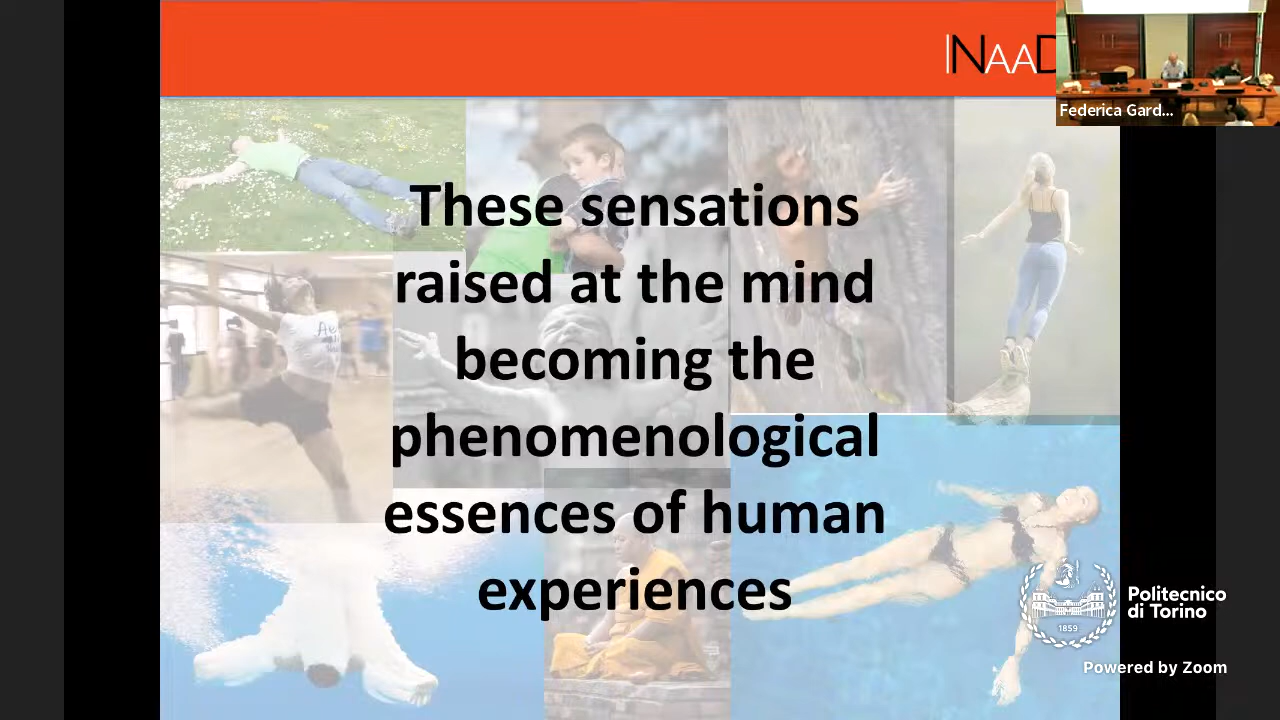 INAAD
Federica Gard...
These sensations
raised at the mind
becoming the
phenomenological
essences of human
experiences
1859
Politecnico
di Torino
Powered by Zoom